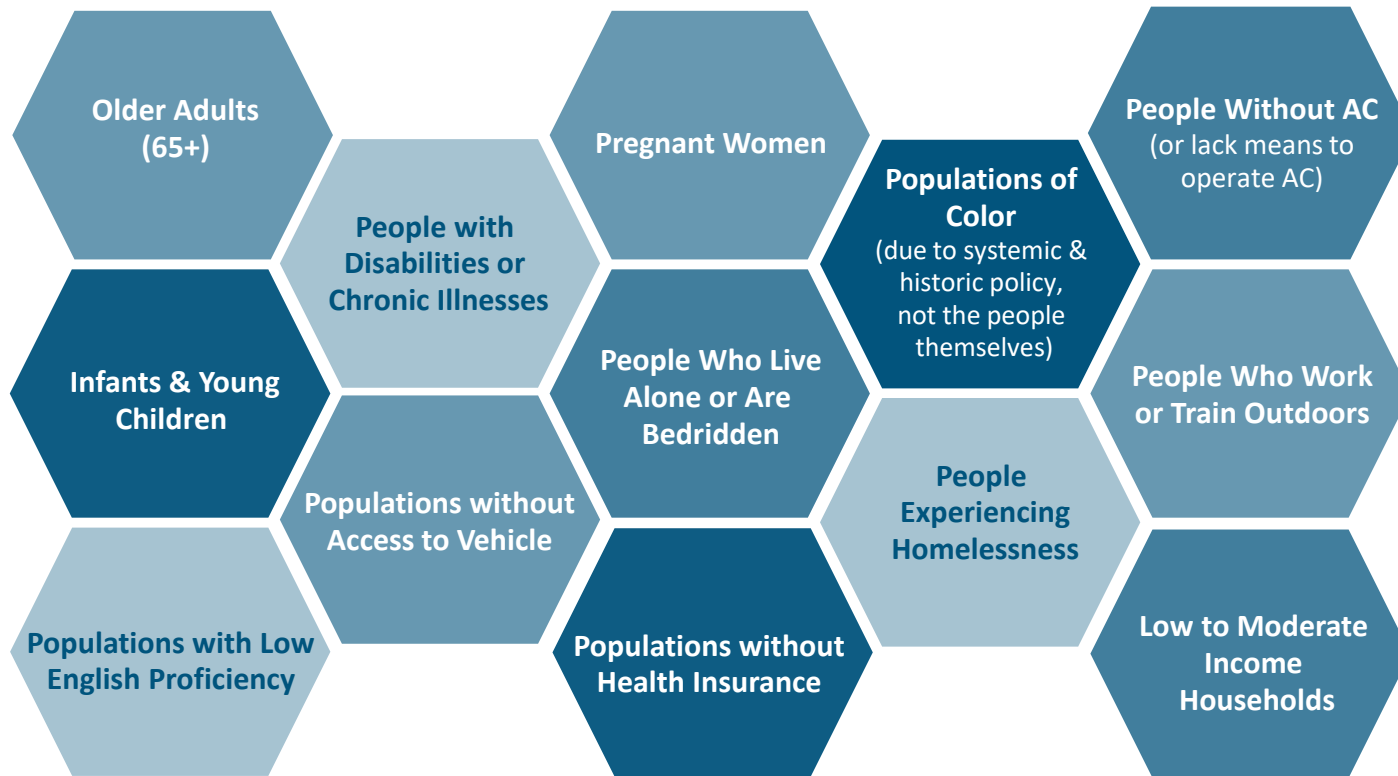 Older Adults
(65+)
Infants & Young
Children
Populations with Low
English Proficiency
People with
Disabilities or
Chronic Illnesses
Populations without
Access to Vehicle
Pregnant Women
People Who Live
Alone or Are
Bedridden
Populations without
Health Insurance
Populations of
Color
(due to systemic &
historic policy,
not the people
themselves)
People
Experiencing
Homelessness
People Without AC
(or lack means to
operate AC)
People Who Work
or Train Outdoors
Low to Moderate
Income
Households